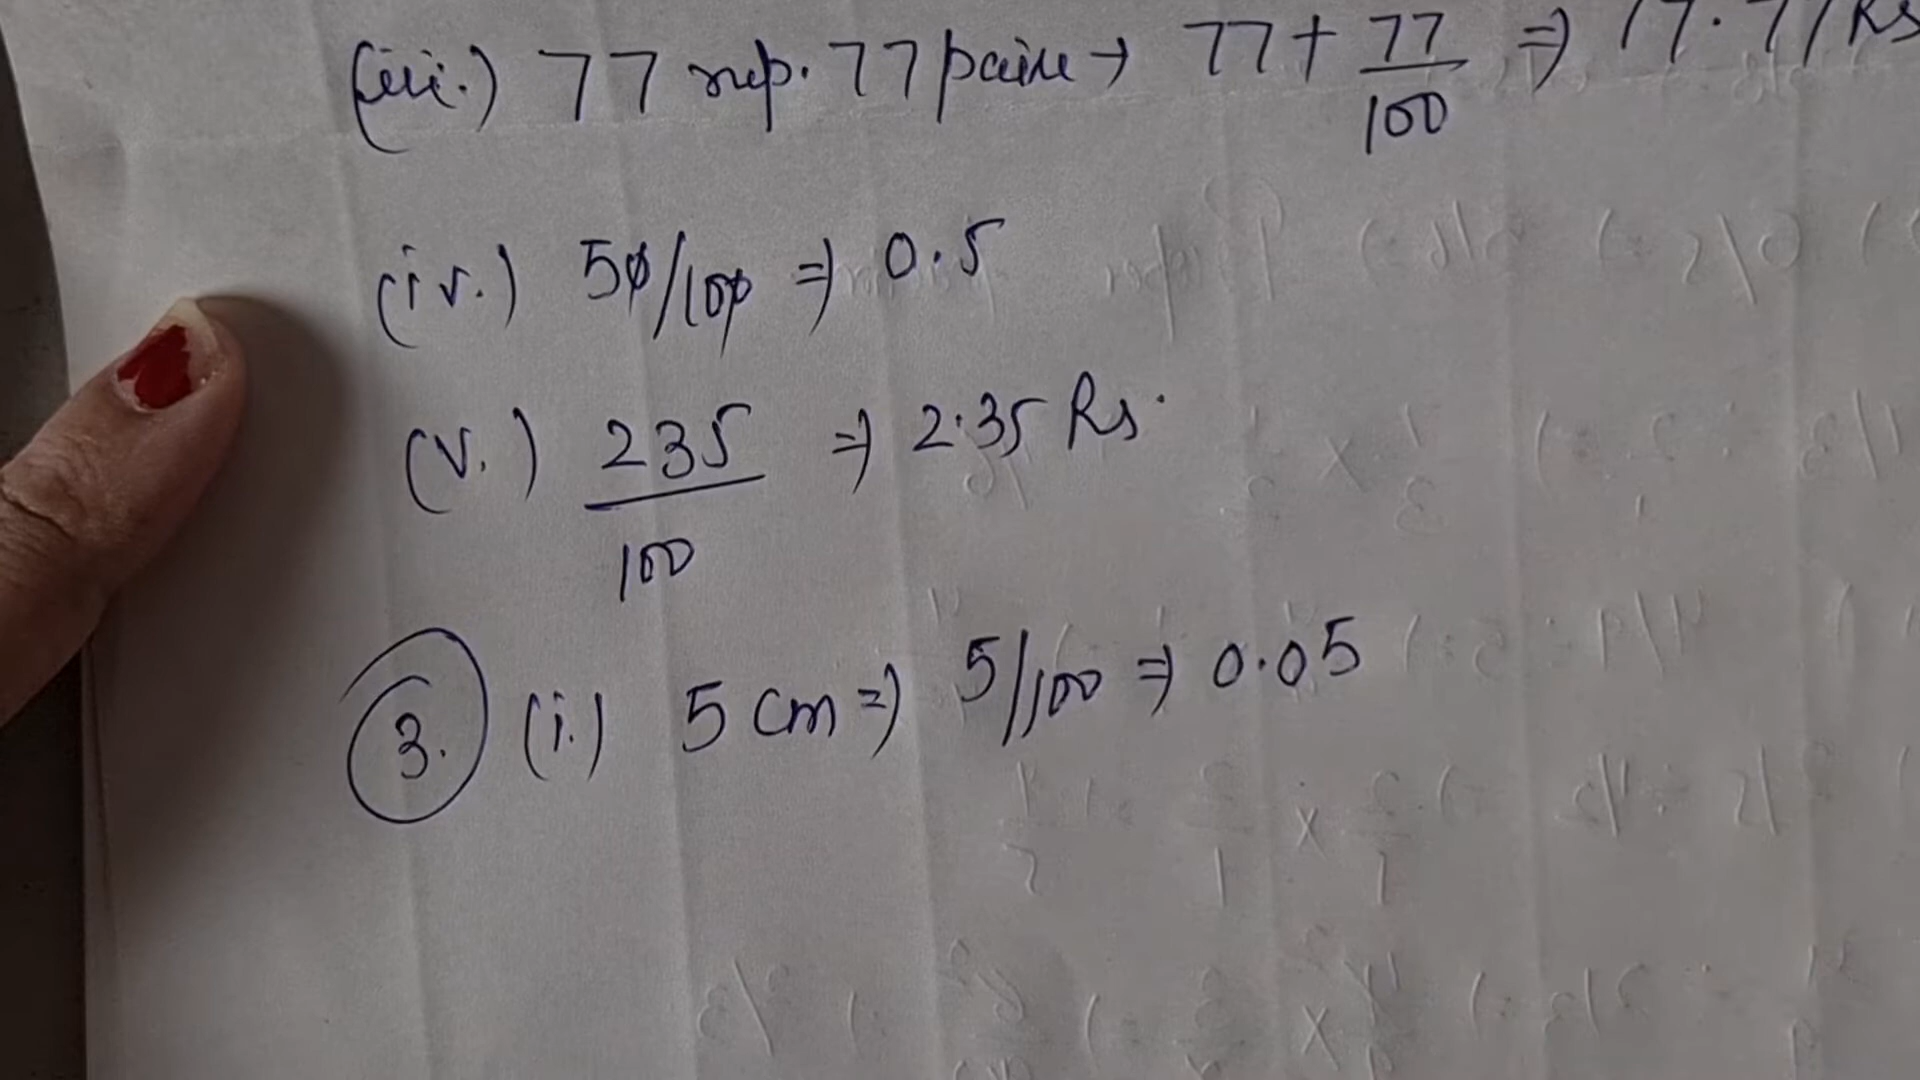 (iii.) 77 rup. 77 paise → 77 + 77/100 ⇒ 77.77 Rs
(iv.) 50/100 ⇒ 0.5
(v.) 235/100 ⇒ 2.35 Rs.
3. (i.) 5 cm ⇒ 5/100 ⇒ 0.05